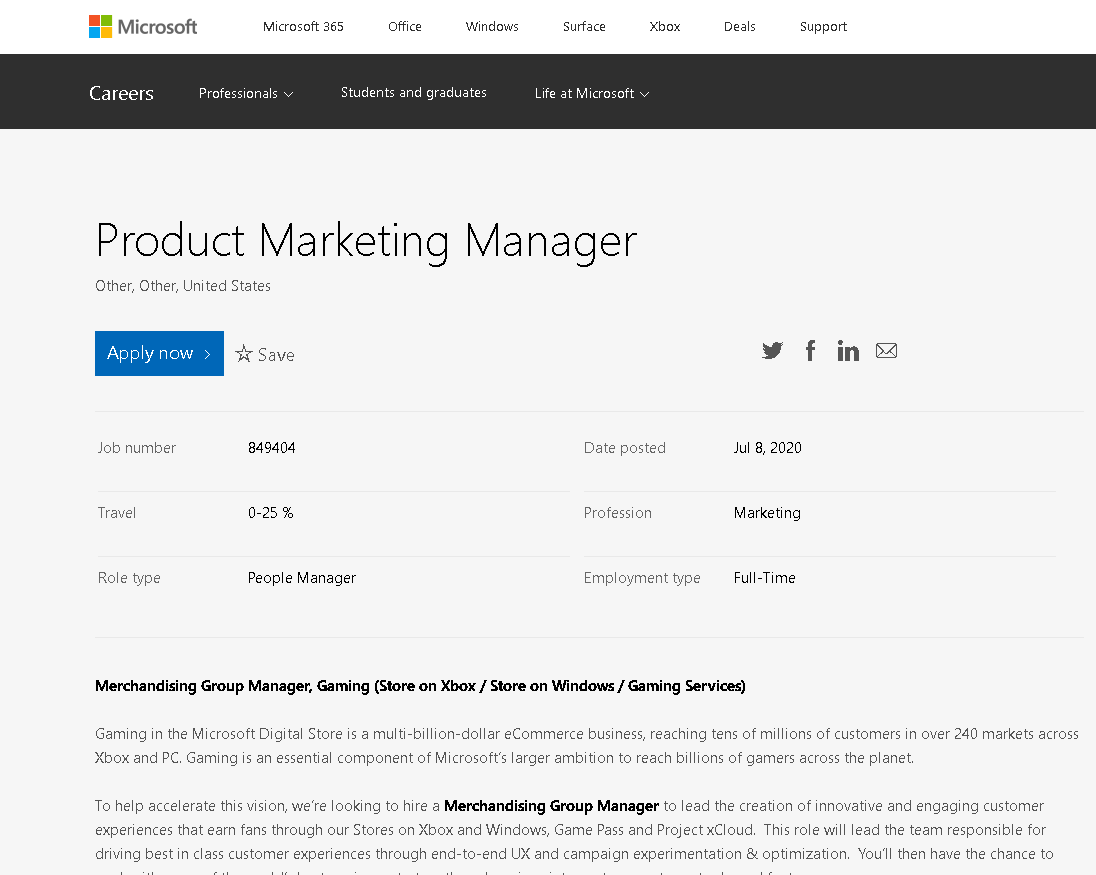 Microsoft
Microsoft 365 Office Windows Surface Xbox Deals Support
Careers Professionals Students and graduates Life at Microsoft
Product Marketing Manager
Other, Other, United States
Apply now Save
Job number 849404 Date posted Jul 8, 2020
Travel 0-25 % Profession Marketing
Role type People Manager Employment type Full-Time
Merchandising Group Manager, Gaming (Store on Xbox / Store on Windows / Gaming Services)
Gaming in the Microsoft Digital Store is a multi-billion-dollar eCommerce business, reaching tens of millions of customers in over 240 markets across
Xbox and PC. Gaming is an essential component of Microsoft's larger ambition to reach billions of gamers across the planet.
To help accelerate this vision, we're looking to hire a Merchandising Group Manager to lead the creation of innovative and engaging customer
experiences that earn fans through our Stores on Xbox and Windows, Game Pass and Project xCloud.  This role will lead the team responsible for
driving best in class customer experiences through end-to-end UX and campaign experimentation & optimization.  You'll then have the chance to